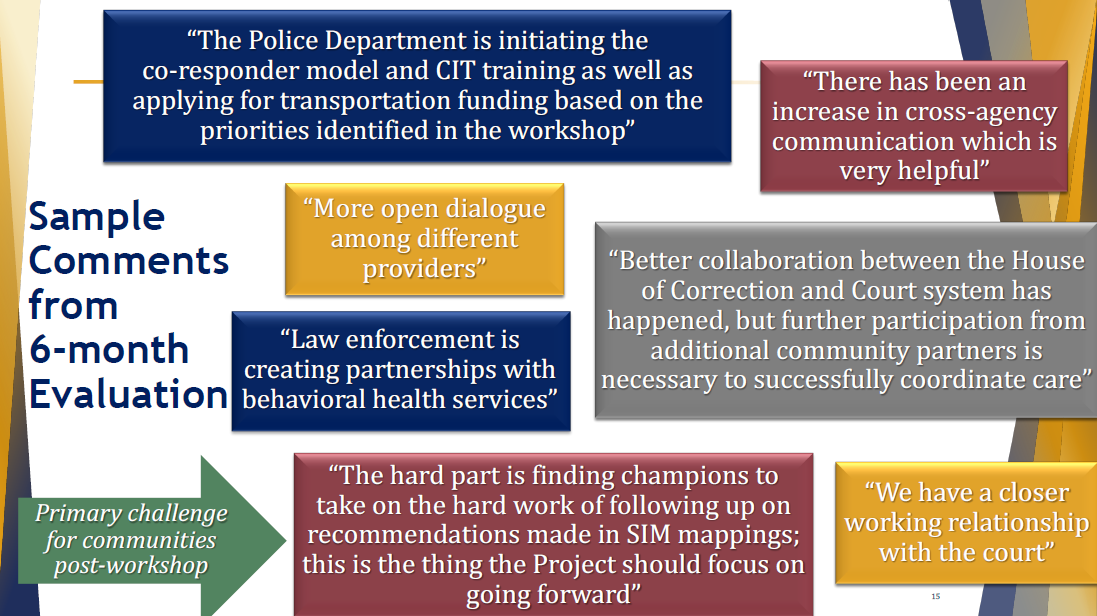 “The Police Department is initiating the
co-responder model and CIT training as well as
applying for transportation funding based on the
priorities identified in the workshop”
“There has been an
increase in cross-agency
communication which is
very helpful”
Sample
Comments
from
6-month
Evaluation
“More open dialogue
among different
providers”
“Better collaboration between the House
of Correction and Court system has
happened, but further participation from
additional community partners is
necessary to successfully coordinate care”
“Law enforcement is
creating partnerships with
behavioral health services”
Primary challenge
for communities
post-workshop
“The hard part is finding champions to
take on the hard work of following up on
recommendations made in SIM mappings;
this is the thing the Project should focus on
going forward”
“We have a closer
working relationship
with the court”
15